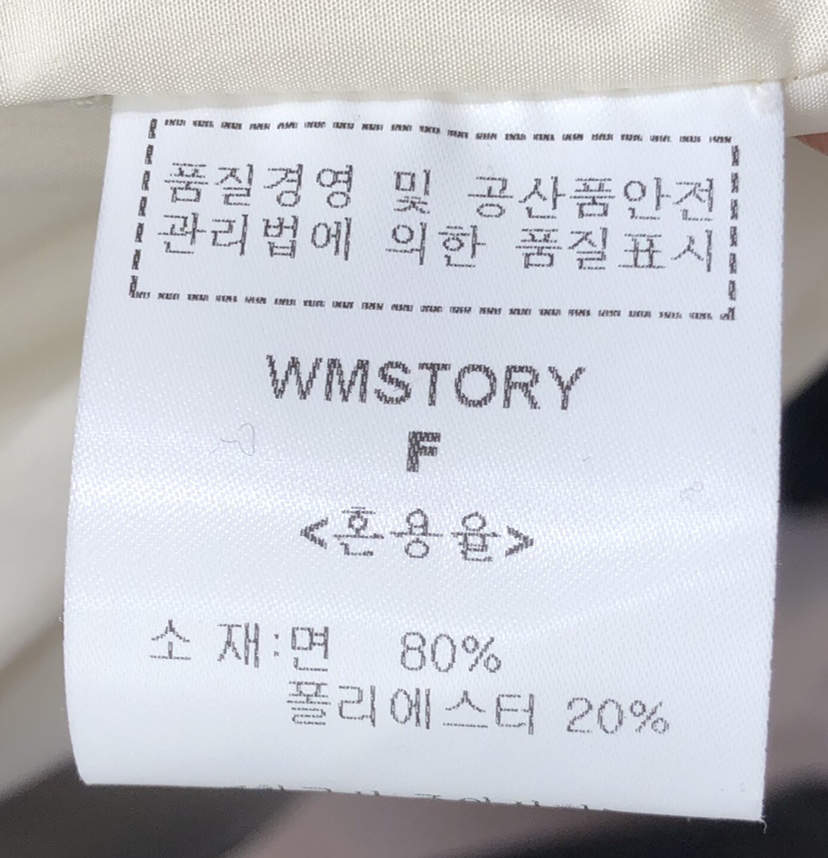 품질경영 및 공산품안전
관리법에 의한 품질표시
WMSTORY
F
<혼용율>
소 재:면 80%
폴리에스터 20%